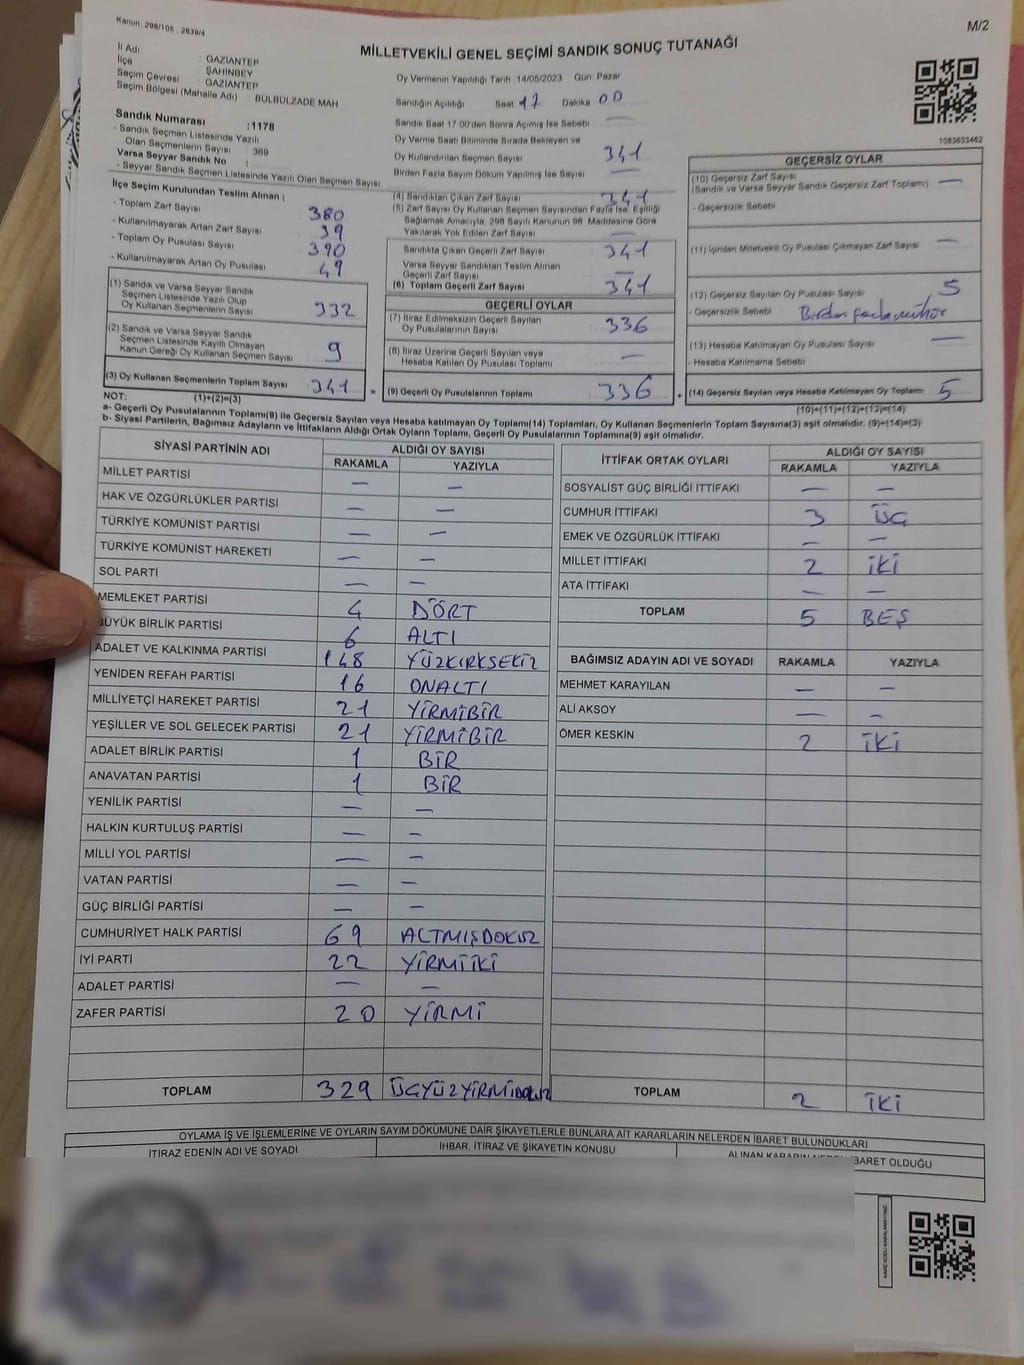 Kanun, 298/105 , 2839/4
M/2
MİLLETVEKİLİ GENEL SEÇİMİ SANDIK SONUÇ TUTANAĞI
İl Adı : GAZİANTEP
İlçe : ŞAHİNBEY
Seçim Çevresi : GAZİANTEP
Seçim Bölgesi (Mahalle Adı) : BÜLBÜLZADE MAH
Sandık Numarası :1178
- Sandık Seçmen Listesinde Yazılı
Olan Seçmenlerin Sayısı : 369
Varsa Seyyar Sandık No :
- Seyyar Sandık Seçmen Listesinde Yazılı Olan Seçmen Sayısı
İlçe Seçim Kurulundan Teslim Alınan ;
- Toplam Zarf Sayısı 380
- Kullanılmayarak Artan Zarf Sayısı 39
- Toplam Oy Pusulası Sayısı 390
- Kullanılmayarak Artan Oy Pusulası 49
(1) Sandık ve Varsa Seyyar Sandık
Seçmen Listesinde Yazılı Olup
Oy Kullanan Seçmenlerin Sayısı 332
(2) Sandık ve Varsa Seyyar Sandık
Seçmen Listesinde Kayıtlı Olmayan
Kanun Gereği Oy Kullanan Seçmen Sayısı 9
(3) Oy Kullanan Seçmenlerin Toplam Sayısı 341 =
Oy Vermenin Yapıldığı Tarih :14/05/2023 Gün: Pazar
Sandığın Açıldığı Saat 17 Dakika 00
Sandık Saat 17:00'den Sonra Açılmış İse Sebebi —
Oy Verme Saati Bitiminde Sırada Bekleyen ve
Oy Kullandırılan Seçmen Sayısı 341
Birden Fazla Sayım Döküm Yapılmış İse Sayısı —
(4) Sandıktan Çıkan Zarf Sayısı 341
(5) Zarf Sayısı Oy Kullanan Seçmen Sayısından Fazla İse, Eşitliği
Sağlamak Amacıyla, 298 Sayılı Kanunun 98. Maddesine Göre
Yakılarak Yok Edilen Zarf Sayısı —
Sandıkta Çıkan Geçerli Zarf Sayısı 341
Varsa Seyyar Sandıktan Teslim Alınan
Geçerli Zarf Sayısı —
(6) Toplam Geçerli Zarf Sayısı 341
GEÇERLİ OYLAR
(7) İtiraz Edilmeksizin Geçerli Sayılan
Oy Pusulalarının Sayısı 336
(8) İtiraz Üzerine Geçerli Sayılan veya
Hesaba Katılan Oy Pusulası Toplamı —
(9) Geçerli Oy Pusulalarının Toplamı 336 +
1083633462
GEÇERSİZ OYLAR
(10) Geçersiz Zarf Sayısı —
(Sandık ve Varsa Seyyar Sandık Geçersiz Zarf Toplamı)
- Geçersizlik Sebebi
(11) İçinden Milletvekili Oy Pusulası Çıkmayan Zarf Sayısı —
(12) Geçersiz Sayılan Oy Pusulası Sayısı 5
- Geçersizlik Sebebi Birden fazla mühür
(13) Hesaba Katılmayan Oy Pusulası Sayısı —
- Hesaba Katılmama Sebebi
(14) Geçersiz Sayılan veya Hesaba Katılmayan Oy Toplamı 5
NOT: (1)+(2)=(3)
(10)+(11)+(12)+(13)=(14)
a- Geçerli Oy Pusulalarının Toplamı(9) ile Geçersiz Sayılan veya Hesaba katılmayan Oy Toplamı(14) Toplamları, Oy Kullanan Seçmenlerin Toplam Sayısına(3) eşit olmalıdır. (9)+(14)=(3)
b- Siyasi Partilerin, Bağımsız Adayların ve İttifakların Aldığı Ortak Oyların Toplamı, Geçerli Oy Pusulalarının Toplamına(9) eşit olmalıdır.
SİYASİ PARTİNİN ADI ALDIĞI OY SAYISI
RAKAMLA YAZIYLA
MİLLET PARTİSİ — —
HAK VE ÖZGÜRLÜKLER PARTİSİ — —
TÜRKİYE KOMÜNİST PARTİSİ — —
TÜRKİYE KOMÜNİST HAREKETİ — —
SOL PARTİ — —
MEMLEKET PARTİSİ 4 DÖRT
BÜYÜK BİRLİK PARTİSİ 6 ALTI
ADALET VE KALKINMA PARTİSİ 148 YÜZKIRKSEKİZ
YENİDEN REFAH PARTİSİ 16 ONALTI
MİLLİYETÇİ HAREKET PARTİSİ 21 YİRMİBİR
YEŞİLLER VE SOL GELECEK PARTİSİ 21 YİRMİBİR
ADALET BİRLİK PARTİSİ 1 BİR
ANAVATAN PARTİSİ 1 BİR
YENİLİK PARTİSİ — —
HALKIN KURTULUŞ PARTİSİ — —
MİLLİ YOL PARTİSİ — —
VATAN PARTİSİ — —
GÜÇ BİRLİĞİ PARTİSİ — —
CUMHURİYET HALK PARTİSİ 69 ALTMIŞDOKUZ
İYİ PARTİ 22 YİRMİİKİ
ADALET PARTİSİ — —
ZAFER PARTİSİ 20 YİRMİ
TOPLAM 329 ÜÇYÜZYİRMİDOKUZ
İTTİFAK ORTAK OYLARI ALDIĞI OY SAYISI
RAKAMLA YAZIYLA
SOSYALİST GÜÇ BİRLİĞİ İTTİFAKI — —
CUMHUR İTTİFAKI 3 ÜÇ
EMEK VE ÖZGÜRLÜK İTTİFAKI — —
MİLLET İTTİFAKI 2 İKİ
ATA İTTİFAKI — —
TOPLAM 5 BEŞ
BAĞIMSIZ ADAYIN ADI VE SOYADI RAKAMLA YAZIYLA
MEHMET KARAYILAN — —
ALİ AKSOY — —
ÖMER KESKİN 2 İKİ
TOPLAM 2 İKİ
OYLAMA İŞ VE İŞLEMLERİNE VE OYLARIN SAYIM DÖKÜMÜNE DAİR ŞİKAYETLERLE BUNLARA AİT KARARLARIN NELERDEN İBARET BULUNDUKLARI
İTİRAZ EDENİN ADI VE SOYADI İHBAR, İTİRAZ VE ŞİKAYETİN KONUSU ALINAN KARARIN NEDEN İBARET OLDUĞU